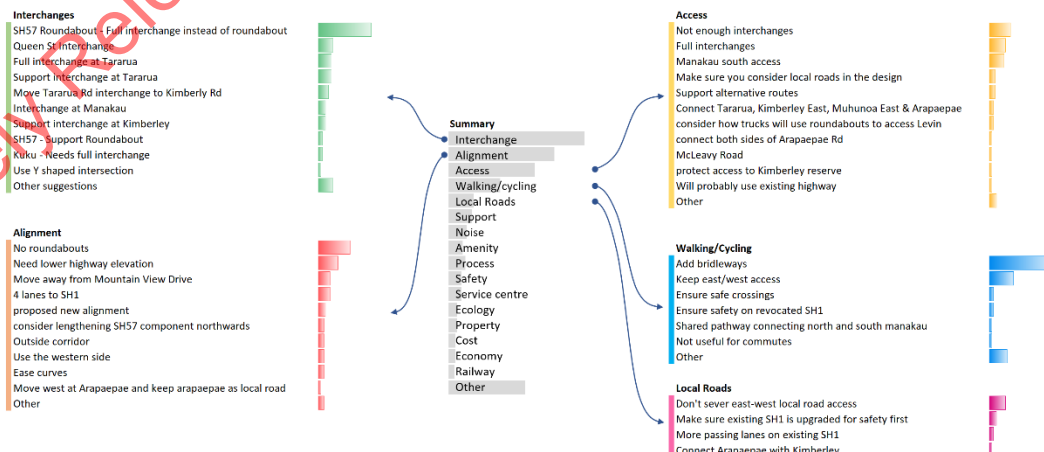 Interchanges
SH57 Roundabout - Full interchange instead of roundabout
Queen St Interchange
Full interchange at Tararua
Support interchange at Tararua
Move Tararua Rd interchange to Kimberly Rd
Interchange at Manakau
Support interchange at Kimberley
SH57 - Support Roundabout
Kuku - Needs full interchange
Use Y shaped intersection
Other suggestions
Alignment
No roundabouts
Need lower highway elevation
Move away from Mountain View Drive
4 lanes to SH1
proposed new alignment
consider lengthening SH57 component northwards
Outside corridor
Use the western side
Ease curves
Move west at Arapaepae and keep arapaepae as local road
Other
Summary
Interchange
Alignment
Access
Walking/cycling
Local Roads
Support
Noise
Amenity
Process
Safety
Service centre
Ecology
Property
Cost
Economy
Railway
Other
Access
Not enough interchanges
Full interchanges
Manakau south access
Make sure you consider local roads in the design
Support alternative routes
Connect Tararua, Kimberley East, Muhunoa East & Arapaepae
consider how trucks will use roundabouts to access Levin
connect both sides of Arapaepae Rd
McLeavy Road
protect access to Kimberley reserve
Will probably use existing highway
Other
Walking/Cycling
Add bridleways
Keep east/west access
Ensure safe crossings
Ensure safety on revocated SH1
Shared pathway connecting north and south manakau
Not useful for commutes
Other
Local Roads
Don't sever east-west local road access
Make sure existing SH1 is upgraded for safety first
More passing lanes on existing SH1
Connect Arapaepae with Kimberley